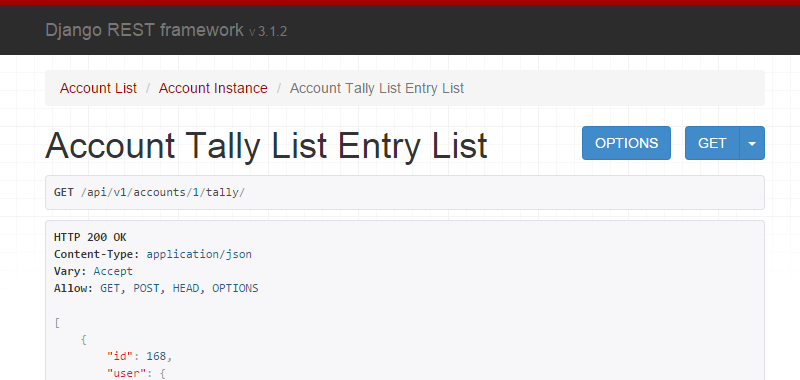 Django REST framework v 3.1.2
Account List / Account Instance / Account Tally List Entry List
Account Tally List Entry List
OPTIONS GET
GET /api/v1/accounts/1/tally/
HTTP 200 OK
Content-Type: application/json
Vary: Accept
Allow: GET, POST, HEAD, OPTIONS
[
    {
        "id": 168,
        "user": {